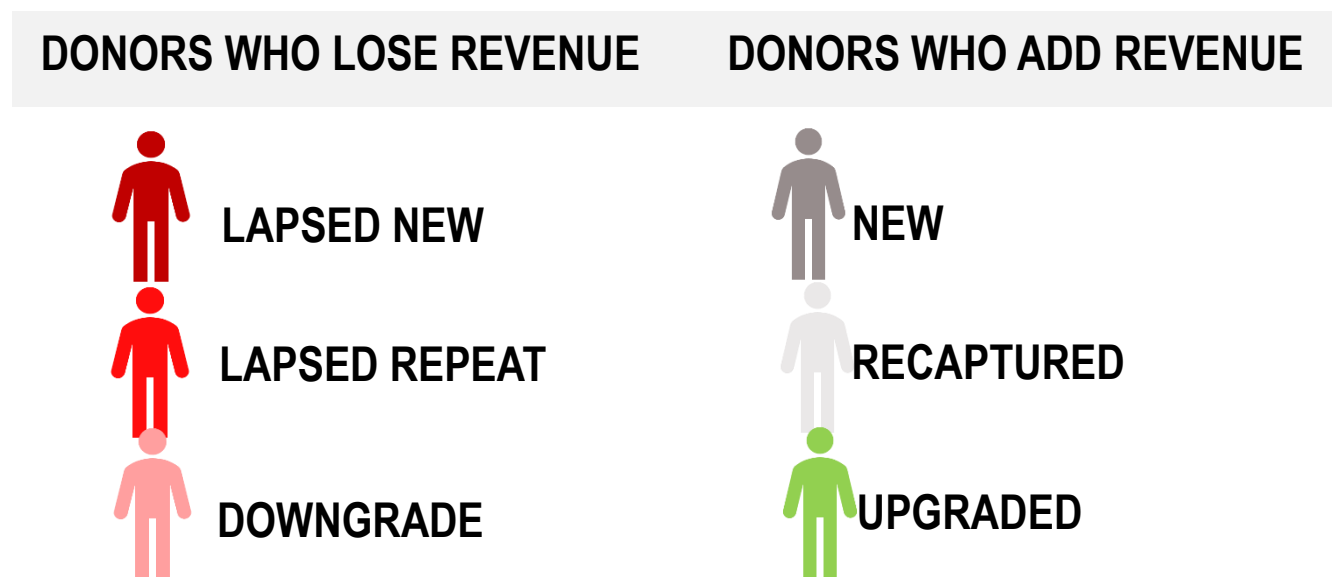 DONORS WHO LOSE REVENUE
DONORS WHO ADD REVENUE
LAPSED NEW
NEW
LAPSED REPEAT
RECAPTURED
DOWNGRADE
UPGRADED